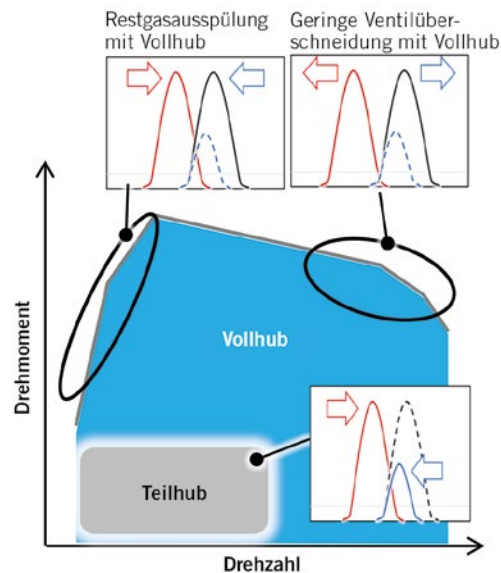 Restgasausspülung
mit Vollhub
Geringe Ventilüber-
schneidung mit Vollhub
Drehmoment
Vollhub
Teilhub
Drehzahl